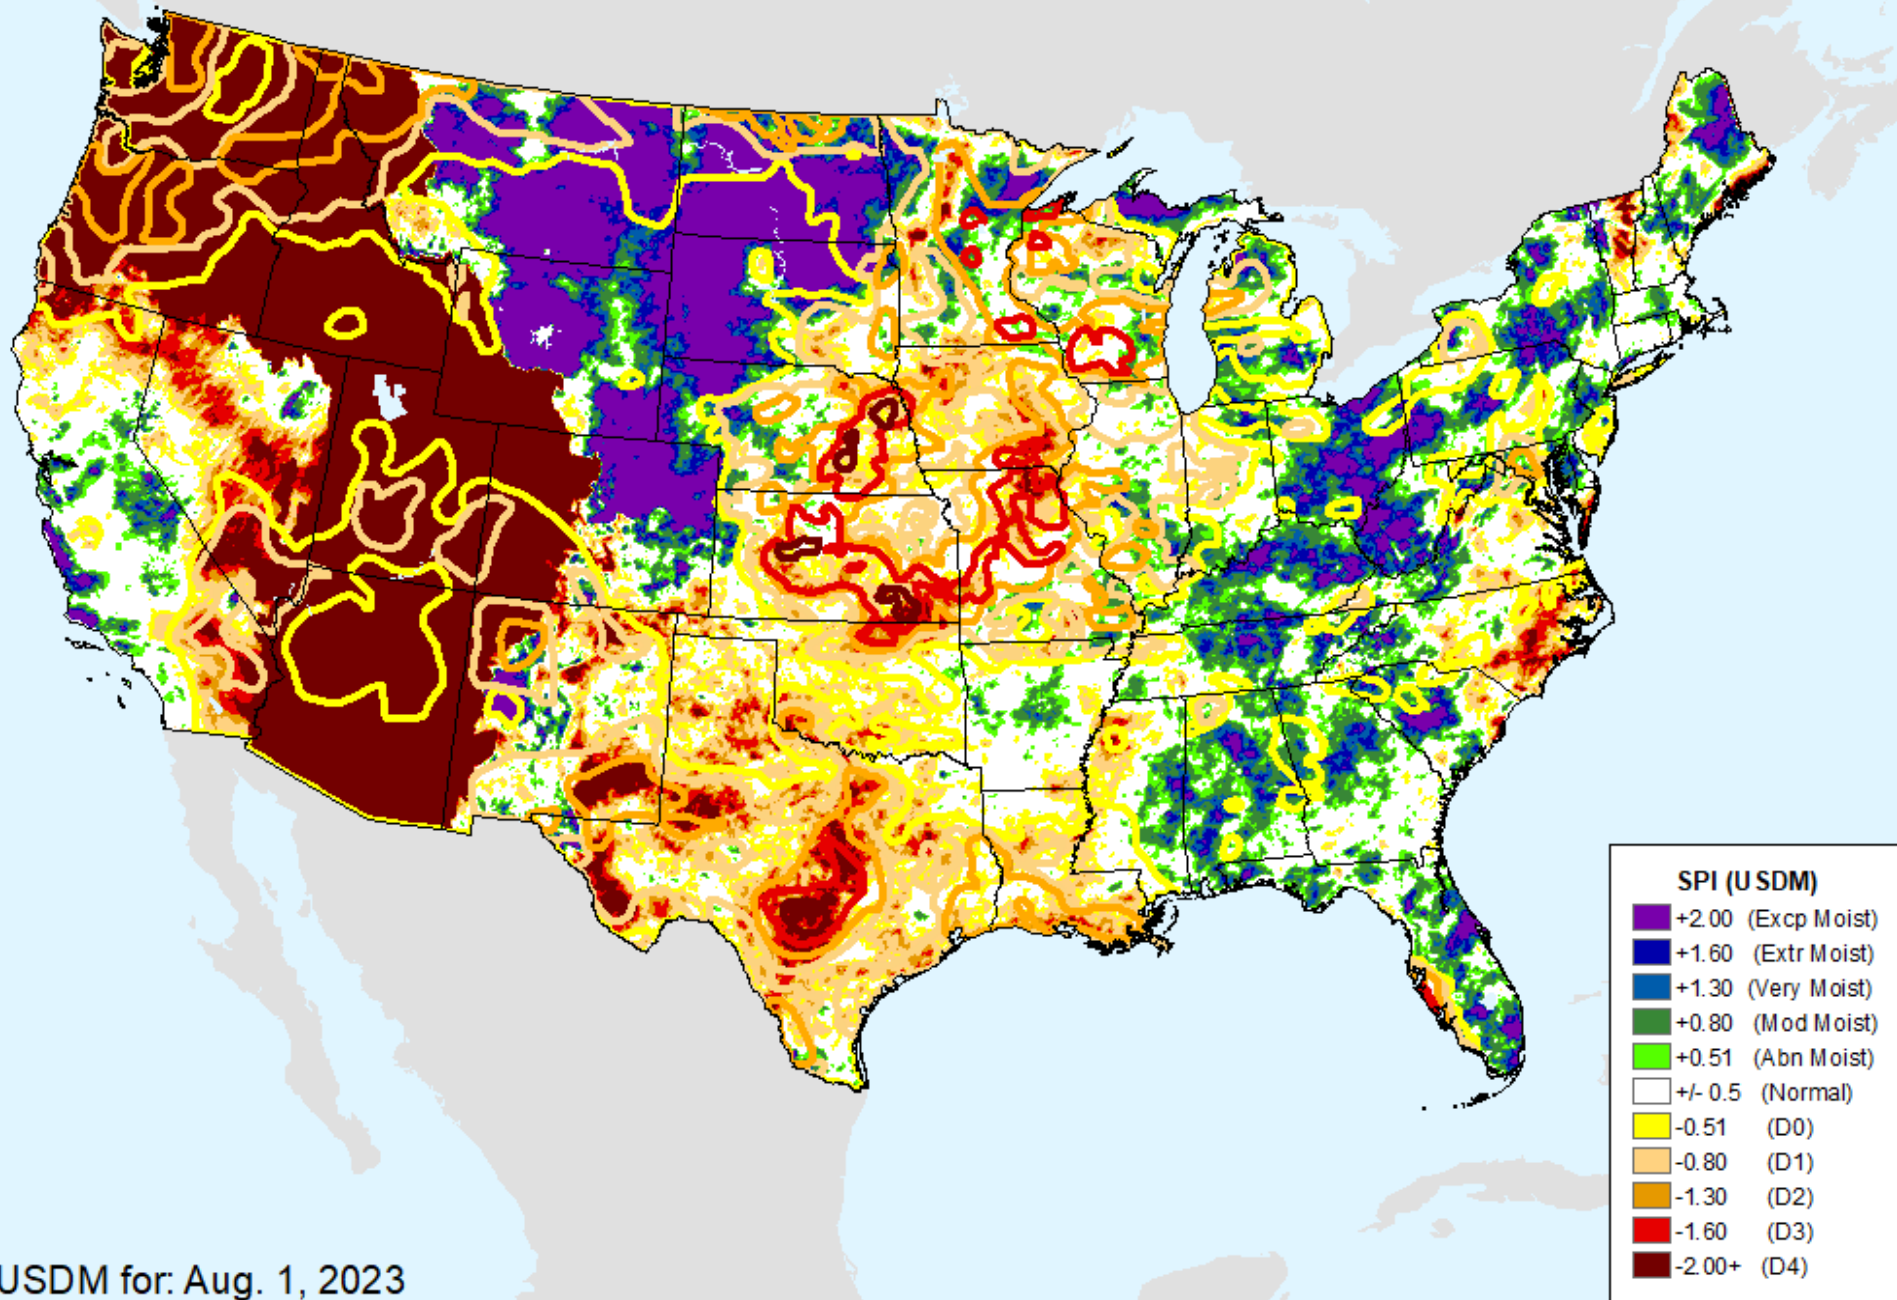 SPI (USDM)
+2.00 (Excp Moist)
+1.60 (Extr Moist)
+1.30 (Very Moist)
+0.80 (Mod Moist)
+0.51 (Abn Moist)
+/- 0.5 (Normal)
-0.51 (D0)
-0.80 (D1)
-1.30 (D2)
-1.60 (D3)
-2.00+ (D4)
USDM for: Aug. 1, 2023